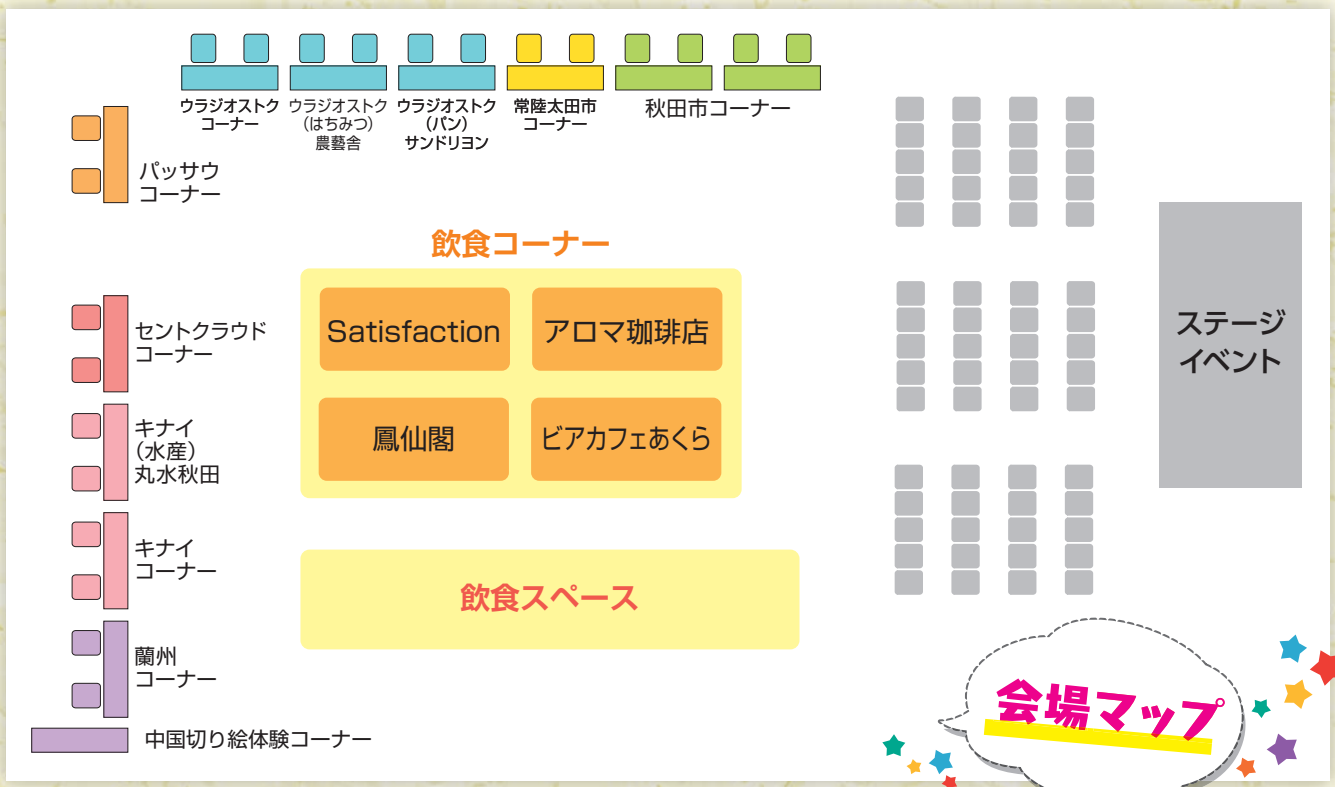 ウラジオストク
コーナー
ウラジオストク
（はちみつ）
農藝舎
ウラジオストク
（パン）
サンドリヨン
常陸太田市
コーナー
秋田市コーナー
パッサウ
コーナー
飲食コーナー
Satisfaction
アロマ珈琲店
鳳仙閣
ビアカフェあくら
ステージ
イベント
セントクラウド
コーナー
キナイ
（水産）
丸水秋田
キナイ
コーナー
飲食スペース
蘭州
コーナー
中国切り絵体験コーナー
会場マップ